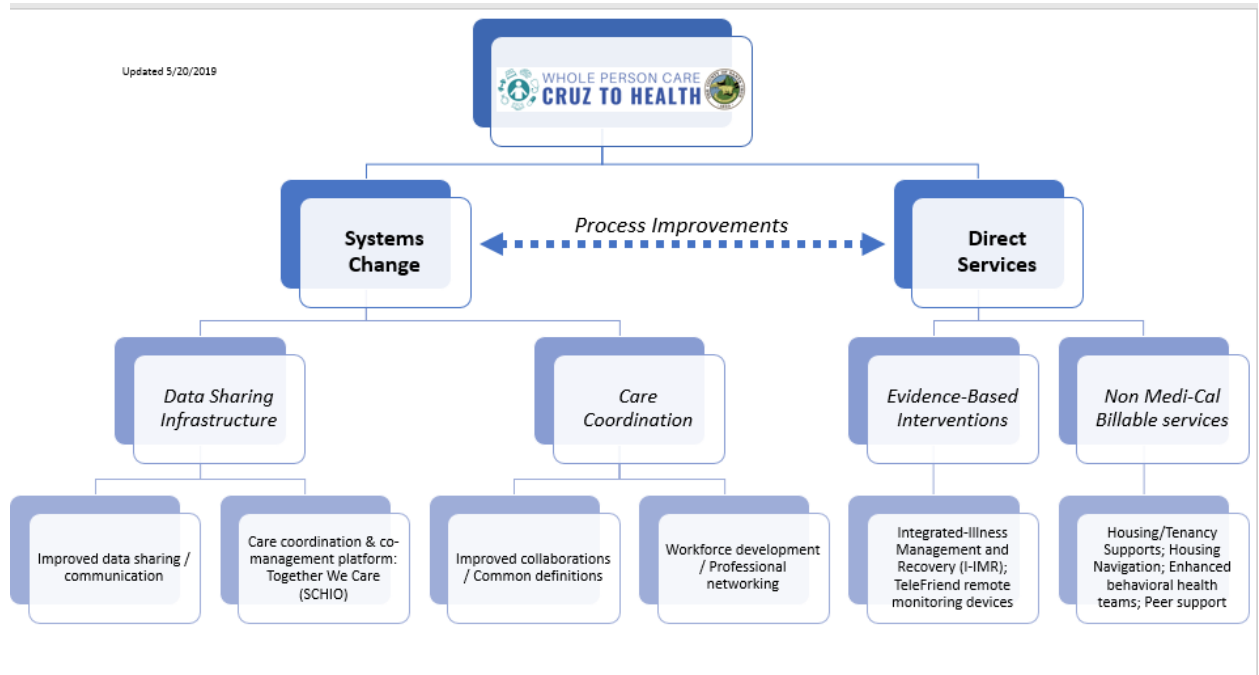 Updated 5/20/2019
WHOLE PERSON CARE
CRUZ TO HEALTH
Systems
Change
Process Improvements
Direct
Services
Data Sharing
Infrastructure
Care
Coordination
Evidence-Based
Interventions
Non Medi-Cal
Billable services
Improved data sharing /
communication
Care coordination & co-
management platform:
Together We Care
(SCHIO)
Improved collaborations
/ Common definitions
Workforce development
/ Professional
networking
Integrated-Illness
Management and
Recovery (I-IMR);
TeleFriend remote
monitoring devices
Housing/Tenancy
Supports; Housing
Navigation; Enhanced
behavioral health
teams; Peer support